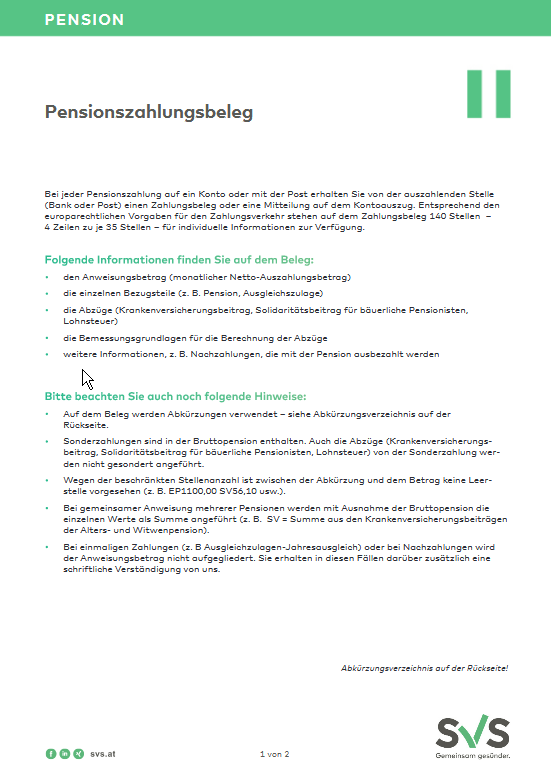 PENSION
Pensionszahlungsbeleg
Bei jeder Pensionszahlung auf ein Konto oder mit der Post erhalten Sie von der auszahlenden Stelle
(Bank oder Post) einen Zahlungsbeleg oder eine Mitteilung auf dem Kontoauszug. Entsprechend den
europarechtlichen Vorgaben für den Zahlungsverkehr stehen auf dem Zahlungsbeleg 140 Stellen –
4 Zeilen zu je 35 Stellen – für individuelle Informationen zur Verfügung.
Folgende Informationen finden Sie auf dem Beleg:
• den Anweisungsbetrag (monatlicher Netto-Auszahlungsbetrag)
• die einzelnen Bezugsteile (z. B. Pension, Ausgleichszulage)
• die Abzüge (Krankenversicherungsbeitrag, Solidaritätsbeitrag für bäuerliche Pensionisten,
Lohnsteuer)
• die Bemessungsgrundlagen für die Berechnung der Abzüge
• weitere Informationen, z. B. Nachzahlungen, die mit der Pension ausbezahlt werden
Bitte beachten Sie auch noch folgende Hinweise:
• Auf dem Beleg werden Abkürzungen verwendet – siehe Abkürzungsverzeichnis auf der
Rückseite.
• Sonderzahlungen sind in der Bruttopension enthalten. Auch die Abzüge (Krankenversicherungs-
beitrag, Solidaritätsbeitrag für bäuerliche Pensionisten, Lohnsteuer) von der Sonderzahlung wer-
den nicht gesondert angeführt.
• Wegen der beschränkten Stellenanzahl ist zwischen der Abkürzung und dem Betrag keine Leer-
stelle vorgesehen (z. B. EP1100,00 SV56,10 usw.).
• Bei gemeinsamer Anweisung mehrerer Pensionen werden mit Ausnahme der Bruttopension die
einzelnen Werte als Summe angeführt (z. B. SV = Summe aus den Krankenversicherungsbeiträgen
der Alters- und Witwenpension).
• Bei einmaligen Zahlungen (z. B Ausgleichzulagen-Jahresausgleich) oder bei Nachzahlungen wird
der Anweisungsbetrag nicht aufgegliedert. Sie erhalten in diesen Fällen darüber zusätzlich eine
schriftliche Verständigung von uns.
Abkürzungsverzeichnis auf der Rückseite!
SVS
Gemeinsam gesünder.
svs.at
1 von 2